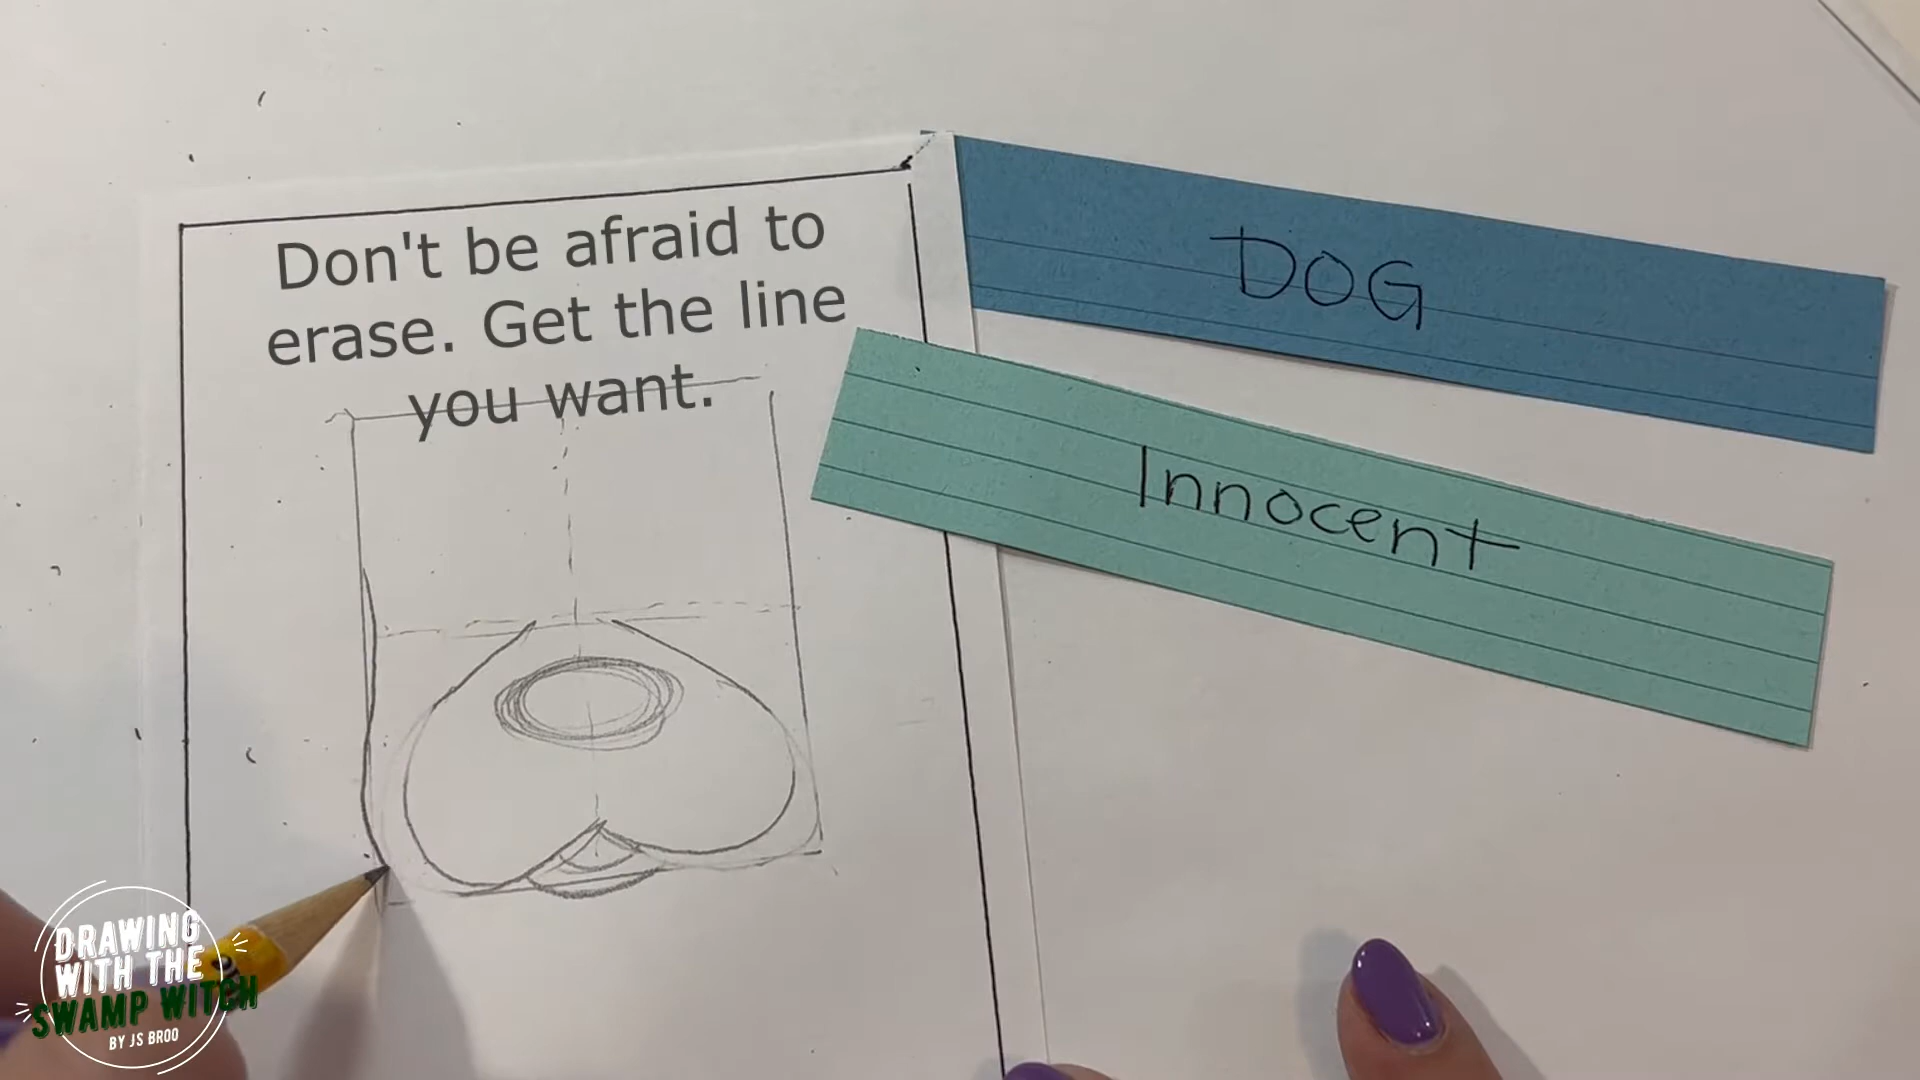 Don't be afraid to
erase. Get the line
you want.
DOG
Innocent
DRAWING
WITH THE
SWAMP WITCH
BY JS BROO